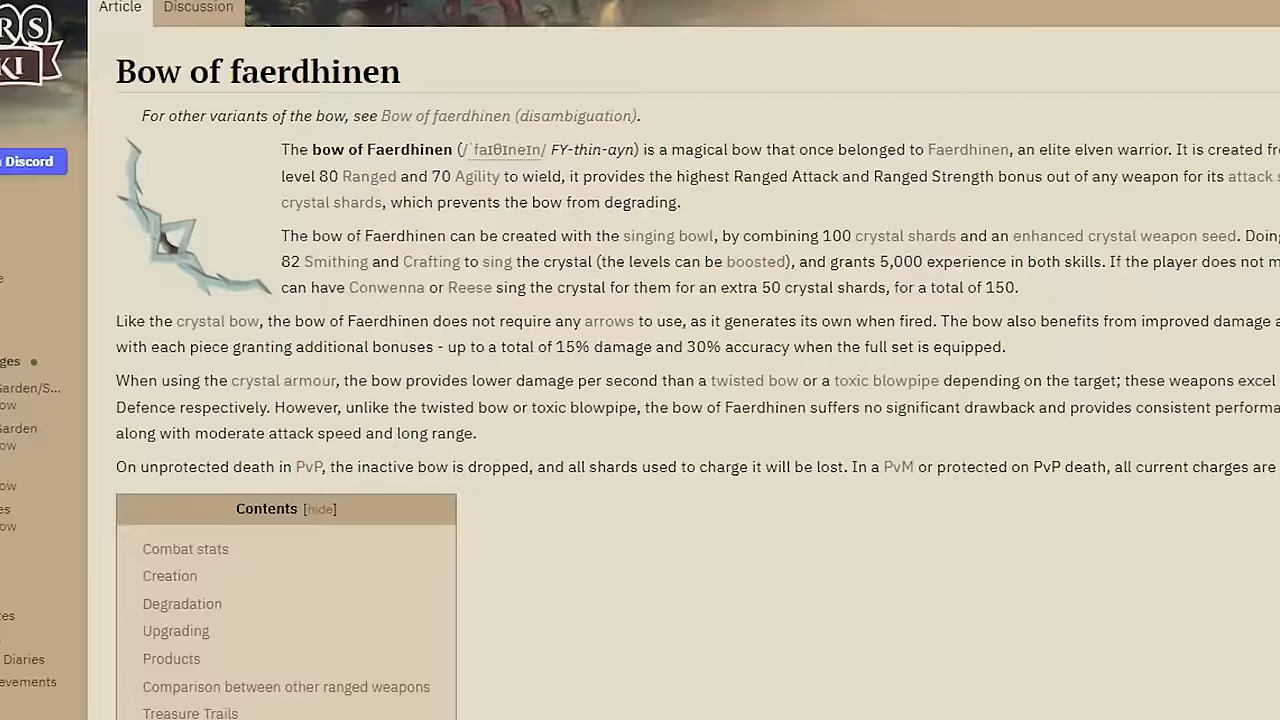 Article
Discussion
RS
KI
Discord
Bow of faerdhinen
For other variants of the bow, see Bow of faerdhinen (disambiguation).
The bow of Faerdhinen (/ˈfaɪθɪneɪn/ FY-thin-ayn) is a magical bow that once belonged to Faerdhinen, an elite elven warrior. It is created fr
level 80 Ranged and 70 Agility to wield, it provides the highest Ranged Attack and Ranged Strength bonus out of any weapon for its attack s
crystal shards, which prevents the bow from degrading.
The bow of Faerdhinen can be created with the singing bowl, by combining 100 crystal shards and an enhanced crystal weapon seed. Doing
82 Smithing and Crafting to sing the crystal (the levels can be boosted), and grants 5,000 experience in both skills. If the player does not m
can have Conwenna or Reese sing the crystal for them for an extra 50 crystal shards, for a total of 150.
Like the crystal bow, the bow of Faerdhinen does not require any arrows to use, as it generates its own when fired. The bow also benefits from improved damage a
with each piece granting additional bonuses - up to a total of 15% damage and 30% accuracy when the full set is equipped.
When using the crystal armour, the bow provides lower damage per second than a twisted bow or a toxic blowpipe depending on the target; these weapons excel
Defence respectively. However, unlike the twisted bow or toxic blowpipe, the bow of Faerdhinen suffers no significant drawback and provides consistent performa
along with moderate attack speed and long range.
On unprotected death in PvP, the inactive bow is dropped, and all shards used to charge it will be lost. In a PvM or protected on PvP death, all current charges are
Contents [hide]
Combat stats
Creation
Degradation
Upgrading
Products
Comparison between other ranged weapons
Treasure Trails
e
ges
Garden/S...
ow
Garden
ow
ow
es
ow
tes
Diaries
evements